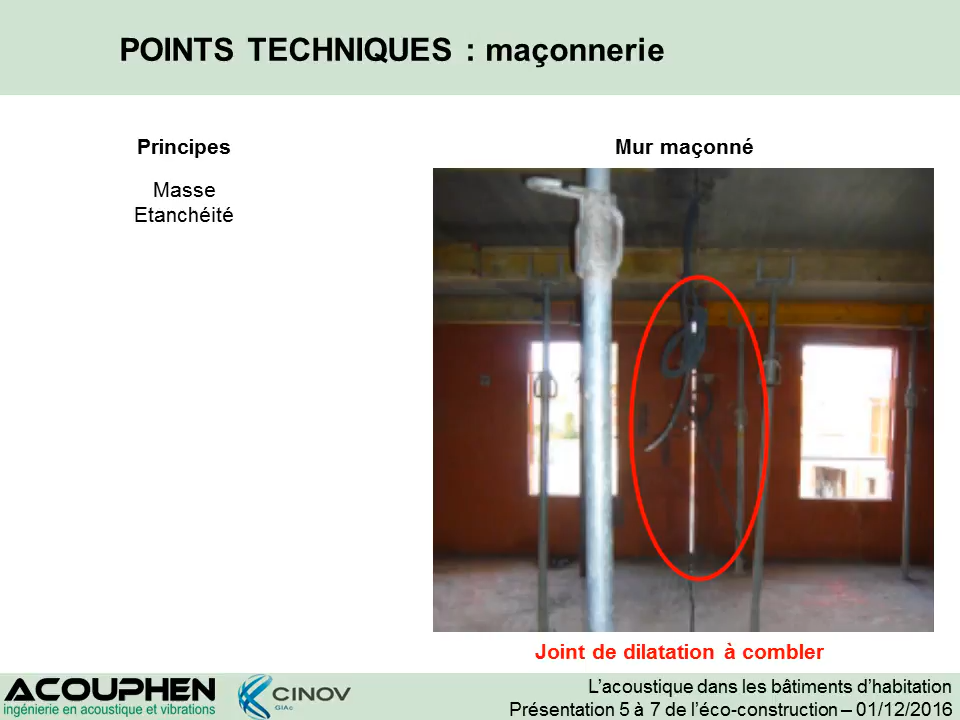 POINTS TECHNIQUES : maçonnerie
Principes
Masse
Etanchéité
Mur maçonné
Joint de dilatation à combler
ACOUPHEN
ingénierie en acoustique et vibrations
CINOV
GIAc
L’acoustique dans les bâtiments d’habitation
Présentation 5 à 7 de l’éco-construction – 01/12/2016